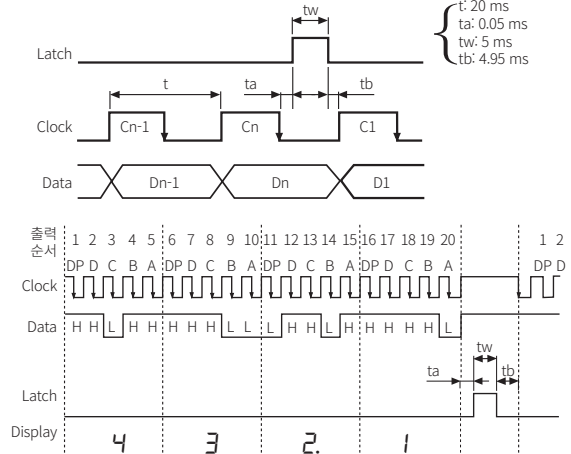 tw
t: 20 ms
ta: 0.05 ms
tw: 5 ms
tb: 4.95 ms
Latch
t ta tb
Clock Cn-1 Cn C1
Data Dn-1 Dn D1
출력
순서
1 2 3 4 5 6 7 8 9 10 11 12 13 14 15 16 17 18 19 20 1 2
DP D C B A DP D C B A DP D C B A DP D C B A DP D
Clock
Data H H L H H H H H L L L H H L H H H H H L
tw
ta tb
Latch
Display 4 3 2. 1